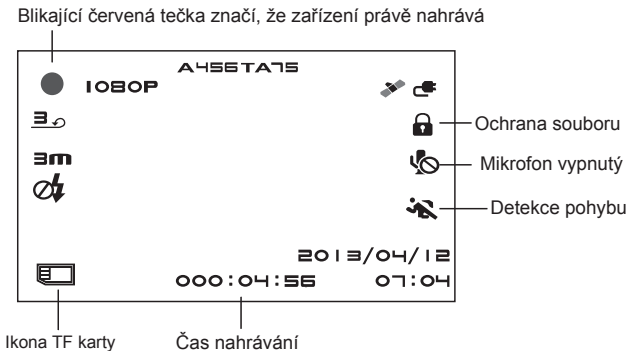 Blikající červená tečka značí, že zařízení právě nahrává
A456TA75
1080P
3
Ochrana souboru
3m
Mikrofon vypnutý
Detekce pohybu
2013/04/12
000:04:56 07:04
Ikona TF karty
Čas nahrávání